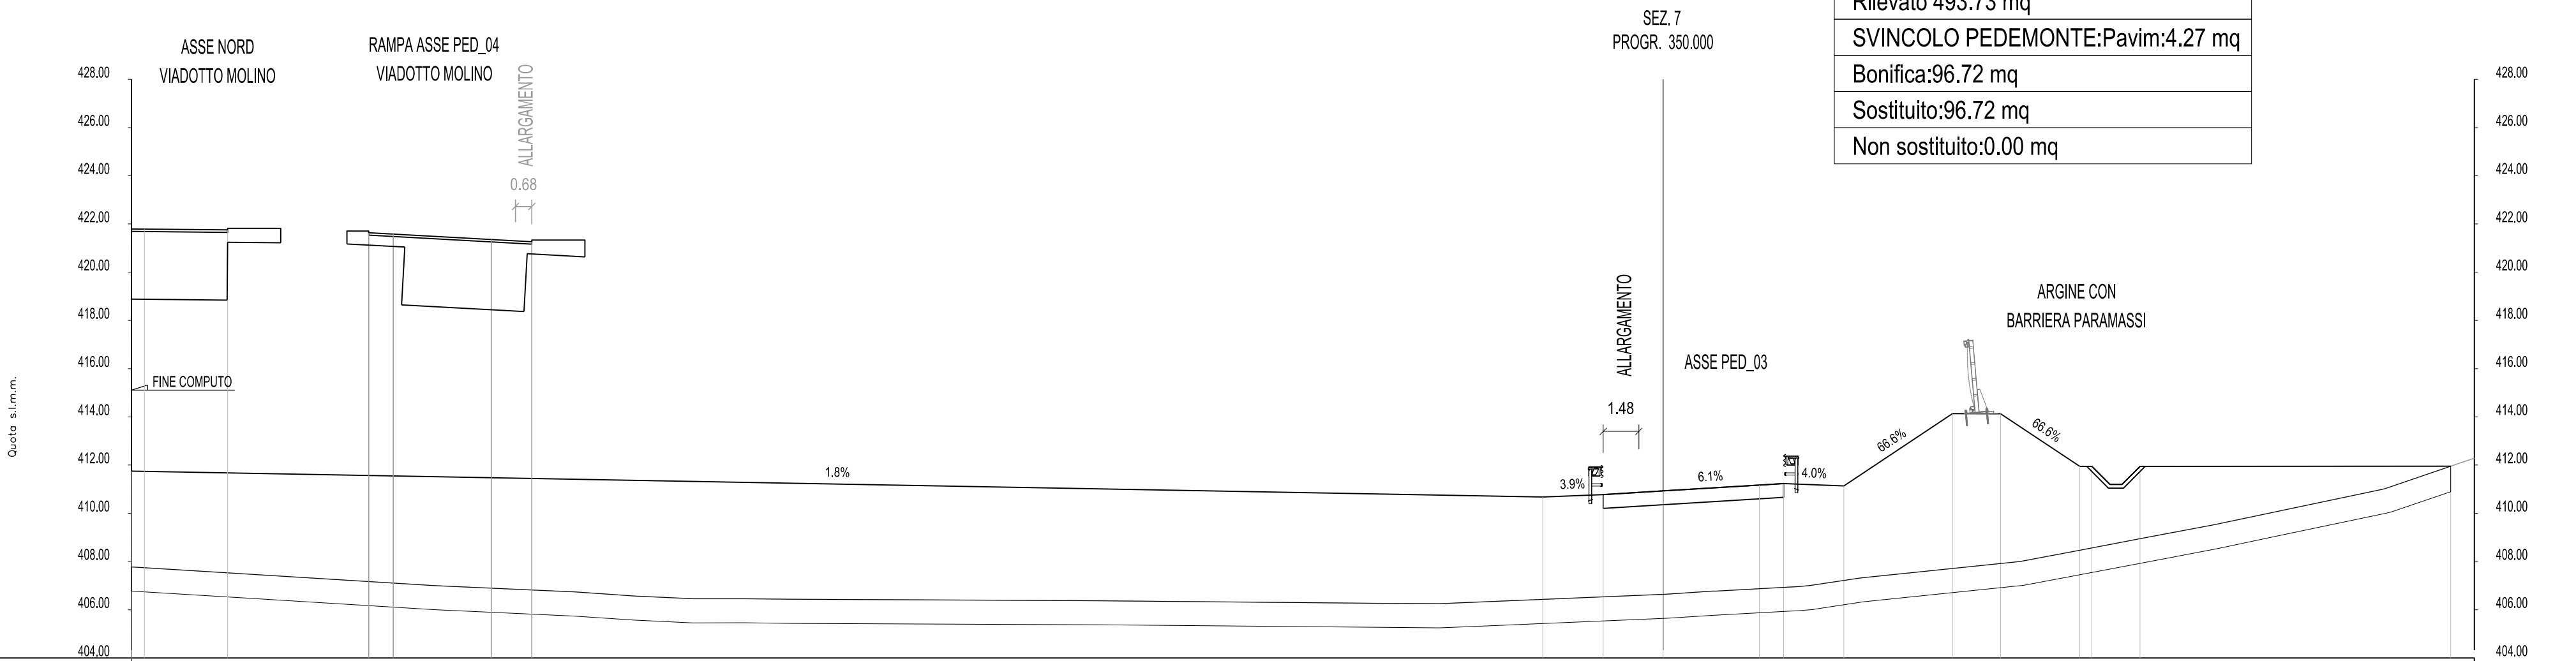 SEZ. 7
PROGR. 350.000
Rilevato 493.73 mq
SVINCOLO PEDEMONTE:Pavim:4.27 mq
Bonifica:96.72 mq
Sostituito:96.72 mq
Non sostituito:0.00 mq
ASSE NORD
VIADOTTO MOLINO
RAMPA ASSE PED_04
VIADOTTO MOLINO
ALLARGAMENTO
0.68
428.00
426.00
424.00
422.00
420.00
418.00
416.00
414.00
412.00
410.00
408.00
406.00
404.00
Quota s.l.m.m.
FINE COMPUTO
1.8%
ALLARGAMENTO
1.48
ASSE PED_03
3.9%
6.1%
4.0%
ARGINE CON
BARRIERA PARAMASSI
66.6%
66.6%
428.00
426.00
424.00
422.00
420.00
418.00
416.00
414.00
412.00
410.00
408.00
406.00
404.00